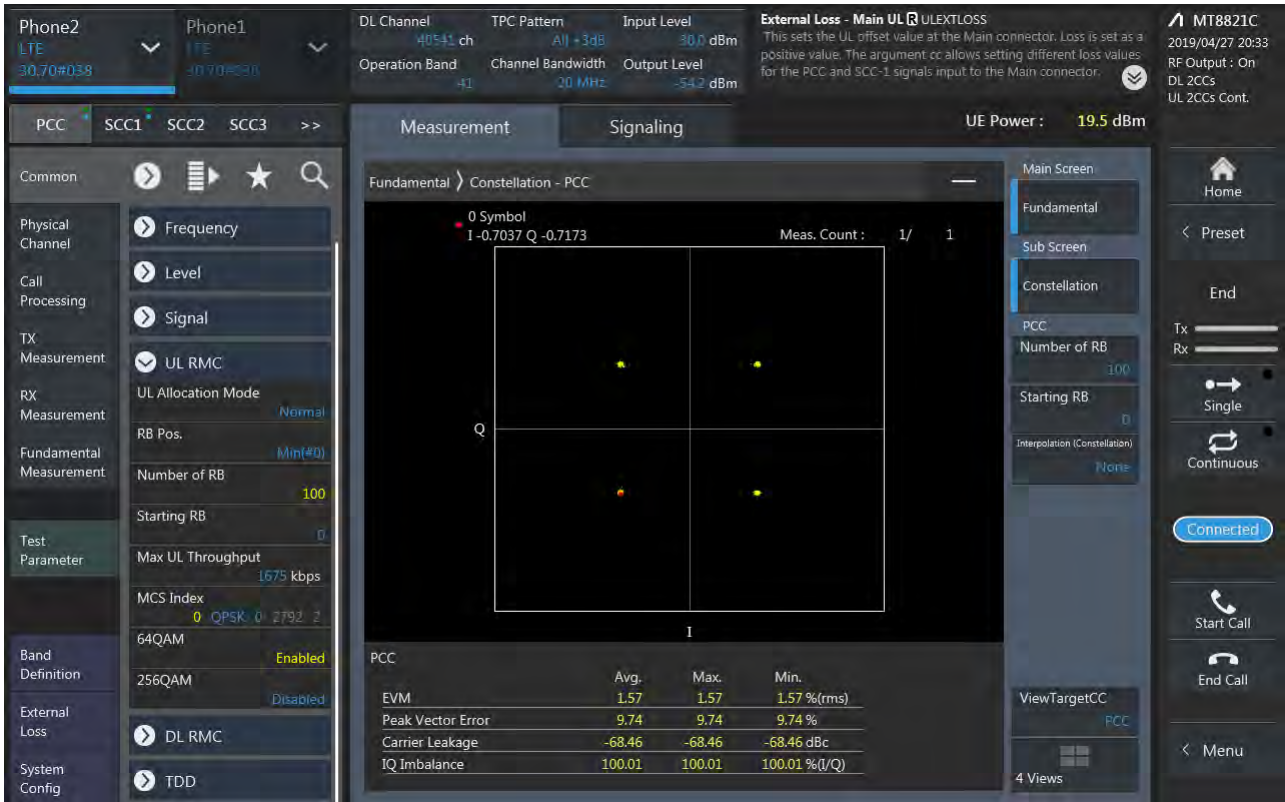 Phone2
LTE
30.70#038
Phone1
LTE
30.70#038
DL Channel
40541 ch
TPC Pattern
All +3dB
Input Level
30.0 dBm
Operation Band
41
Channel Bandwidth
20 MHz
Output Level
-54.2 dBm
External Loss - Main UL R ULEXTLOSS
This sets the UL offset value at the Main connector. Loss is set as a
positive value. The argument cc allows setting different loss values
for the PCC and SCC-1 signals input to the Main connector.
MT8821C
2019/04/27 20:33
RF Output : On
DL 2CCs
UL 2CCs Cont.
PCC SCC1 SCC2 SCC3 >>
Measurement
Signaling
UE Power : 19.5 dBm
Common
Physical
Channel
Call
Processing
TX
Measurement
RX
Measurement
Fundamental
Measurement
Test
Parameter
Band
Definition
External
Loss
System
Config
Frequency
Level
Signal
UL RMC
UL Allocation Mode
Normal
RB Pos.
Min(#0)
Number of RB
100
Starting RB
0
Max UL Throughput
1675 kbps
MCS Index
0 QPSK 0 2792 2
64QAM
Enabled
256QAM
Disabled
DL RMC
TDD
Fundamental > Constellation - PCC
0 Symbol
I -0.7037 Q -0.7173
Meas. Count : 1/ 1
Q
I
PCC
Avg. Max. Min.
EVM 1.57 1.57 1.57 %(rms)
Peak Vector Error 9.74 9.74 9.74 %
Carrier Leakage -68.46 -68.46 -68.46 dBc
IQ Imbalance 100.01 100.01 100.01 %(I/Q)
Main Screen
Fundamental
Sub Screen
Constellation
PCC
Number of RB
100
Starting RB
0
Interpolation (Constellation)
None
ViewTargetCC
PCC
4 Views
Home
< Preset
End
Tx
Rx
Single
Continuous
Connected
Start Call
End Call
< Menu